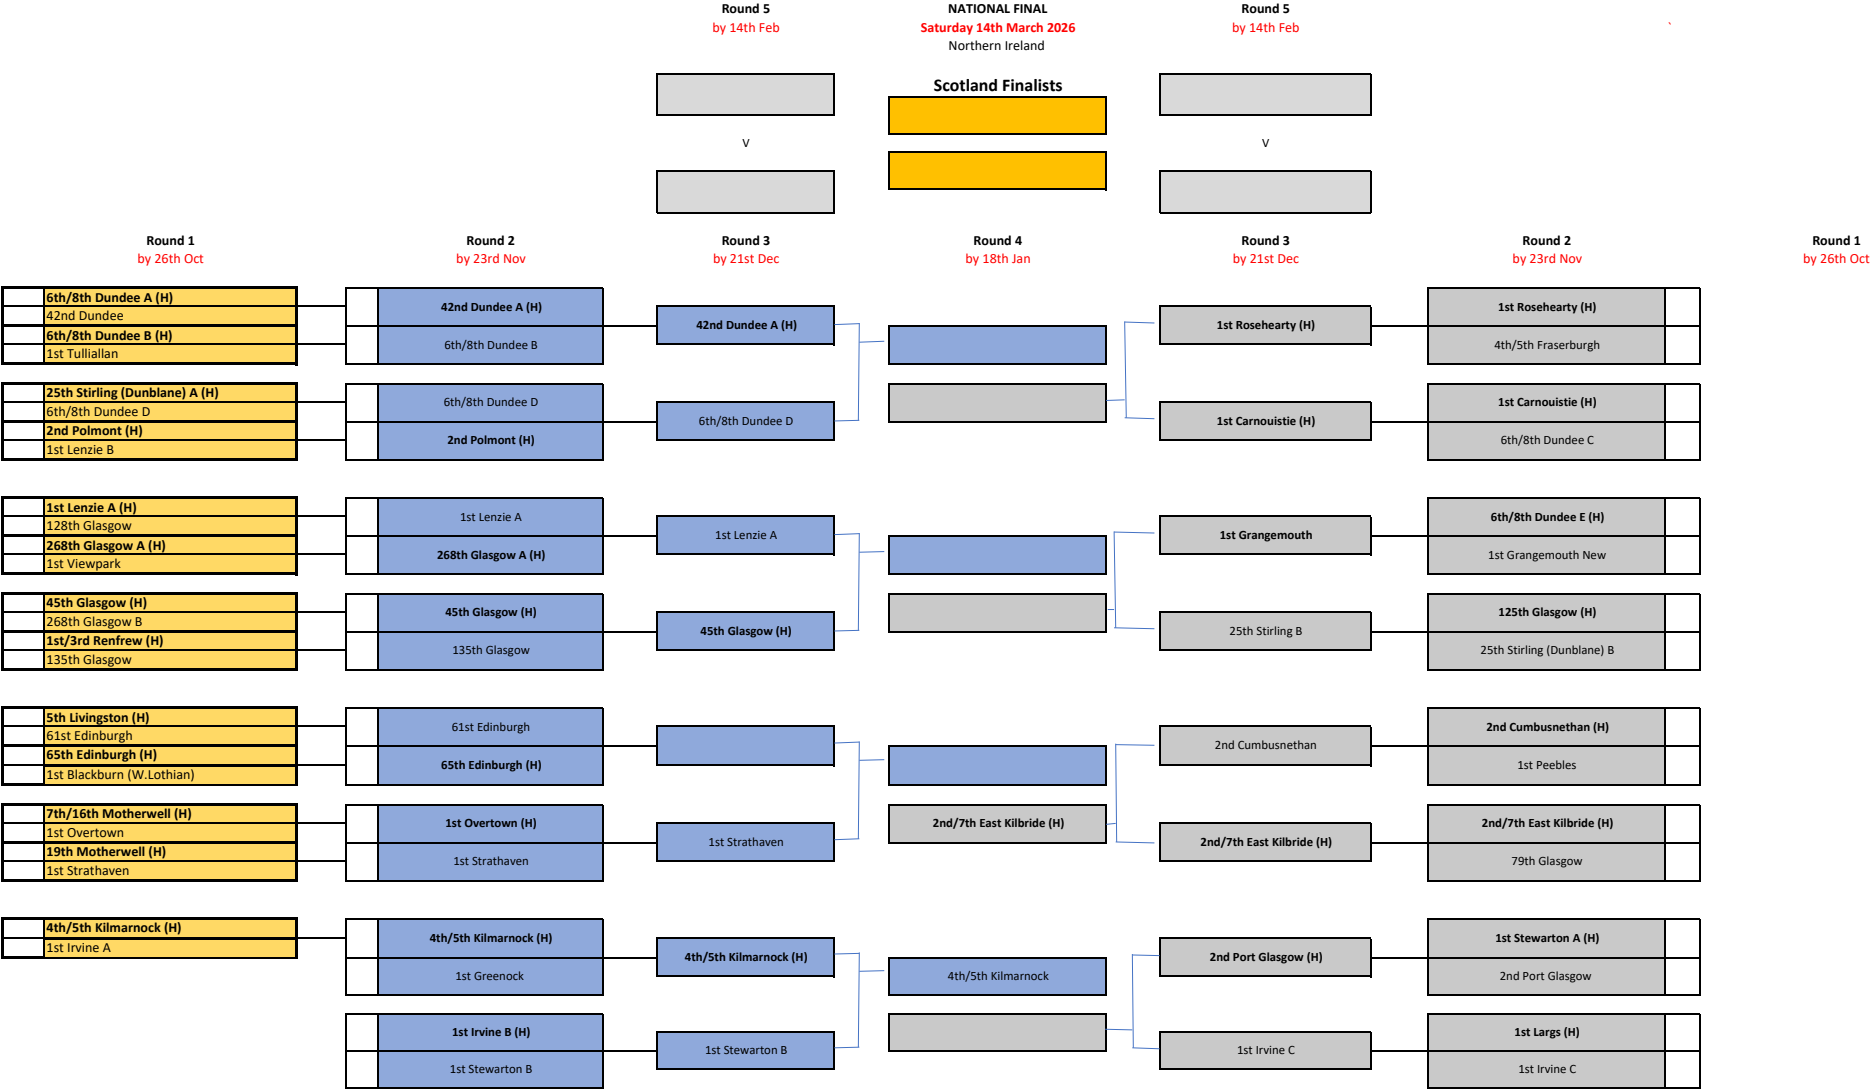 Round 5
by 14th Feb
NATIONAL FINAL
Saturday 14th March 2026
Northern Ireland
Round 5
by 14th Feb
Scotland Finalists
V
V
Round 1
by 26th Oct
Round 2
by 23rd Nov
Round 3
by 21st Dec
Round 4
by 18th Jan
Round 3
by 21st Dec
Round 2
by 23rd Nov
Round 1
by 26th Oct
6th/8th Dundee A (H)
42nd Dundee
6th/8th Dundee B (H)
1st Tulliallan
25th Stirling (Dunblane) A (H)
6th/8th Dundee D
2nd Polmont (H)
1st Lenzie B
1st Lenzie A (H)
128th Glasgow
268th Glasgow A (H)
1st Viewpark
45th Glasgow (H)
268th Glasgow B
1st/3rd Renfrew (H)
135th Glasgow
5th Livingston (H)
61st Edinburgh
65th Edinburgh (H)
1st Blackburn (W.Lothian)
7th/16th Motherwell (H)
1st Overtown
19th Motherwell (H)
1st Strathaven
4th/5th Kilmarnock (H)
1st Irvine A
42nd Dundee A (H)
6th/8th Dundee B
6th/8th Dundee D
2nd Polmont (H)
1st Lenzie A
268th Glasgow A (H)
45th Glasgow (H)
135th Glasgow
61st Edinburgh
65th Edinburgh (H)
1st Overtown (H)
1st Strathaven
4th/5th Kilmarnock (H)
1st Greenock
1st Irvine B (H)
1st Stewarton B
42nd Dundee A (H)
6th/8th Dundee D
1st Lenzie A
45th Glasgow (H)
1st Strathaven
4th/5th Kilmarnock (H)
1st Stewarton B
2nd/7th East Kilbride (H)
4th/5th Kilmarnock
1st Rosehearty (H)
1st Carnouistie (H)
1st Grangemouth
25th Stirling B
2nd Cumbusnethan
2nd/7th East Kilbride (H)
2nd Port Glasgow (H)
1st Irvine C
1st Rosehearty (H)
4th/5th Fraserburgh
1st Carnouistie (H)
6th/8th Dundee C
6th/8th Dundee E (H)
1st Grangemouth New
125th Glasgow (H)
25th Stirling (Dunblane) B
2nd Cumbusnethan (H)
1st Peebles
2nd/7th East Kilbride (H)
79th Glasgow
1st Stewarton A (H)
2nd Port Glasgow
1st Largs (H)
1st Irvine C